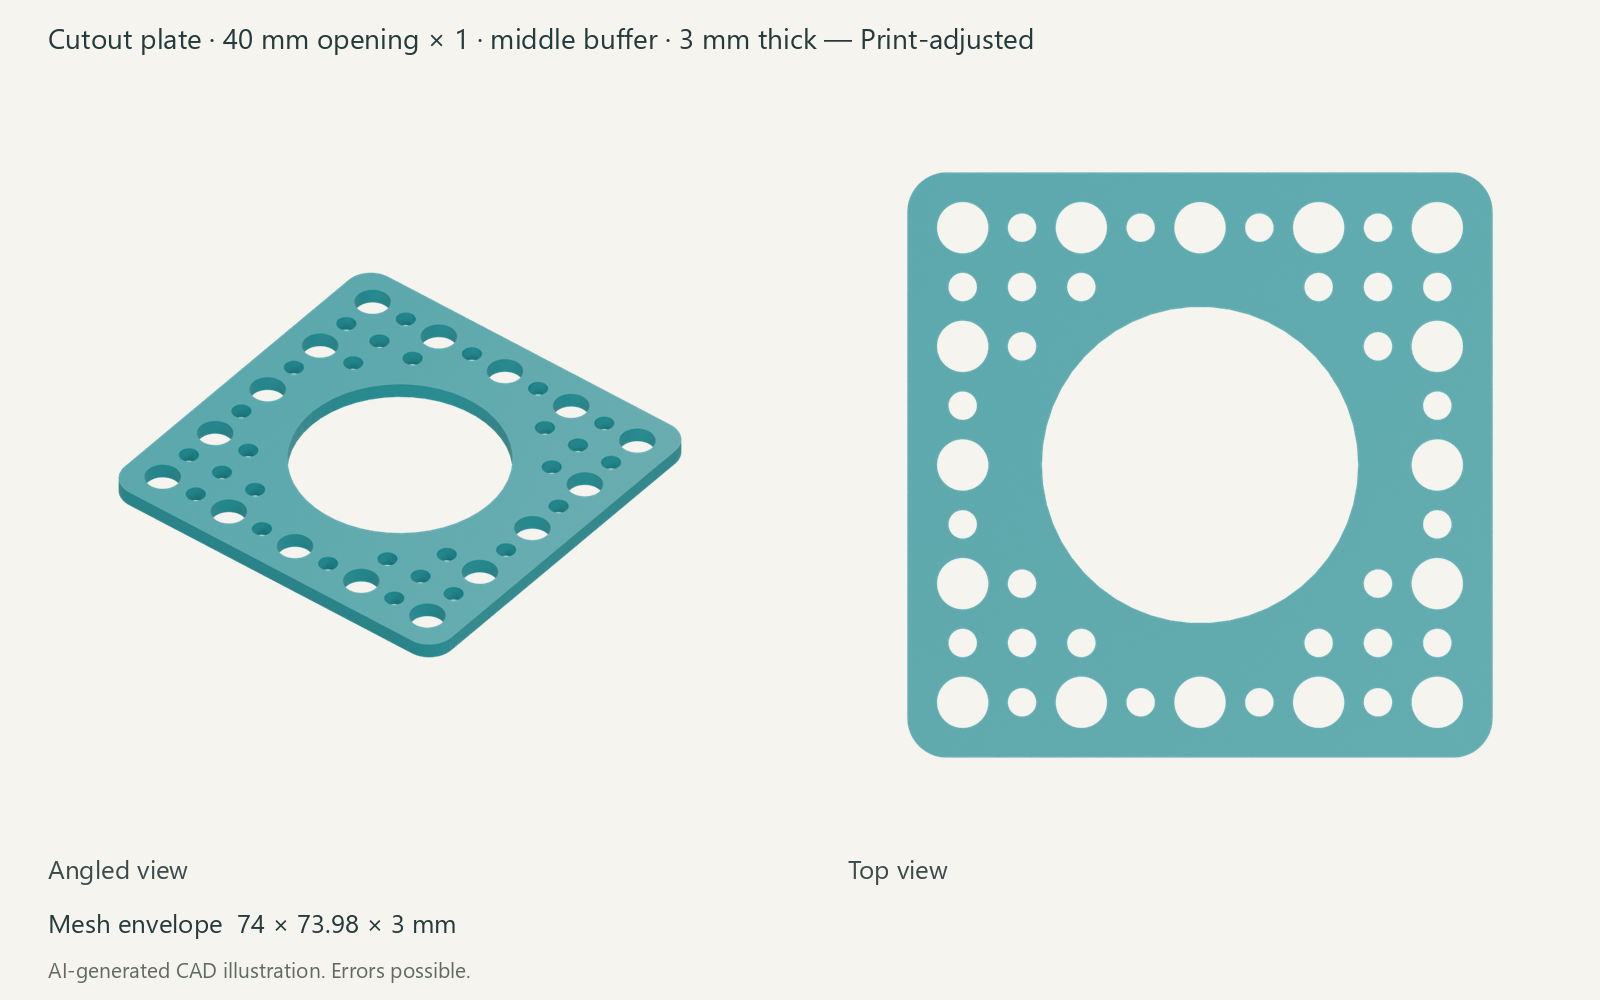 Cutout plate · 40 mm opening × 1 · middle buffer · 3 mm thick — Print-adjusted
Angled view
Top view
Mesh envelope  74 × 73.98 × 3 mm
AI-generated CAD illustration. Errors possible.